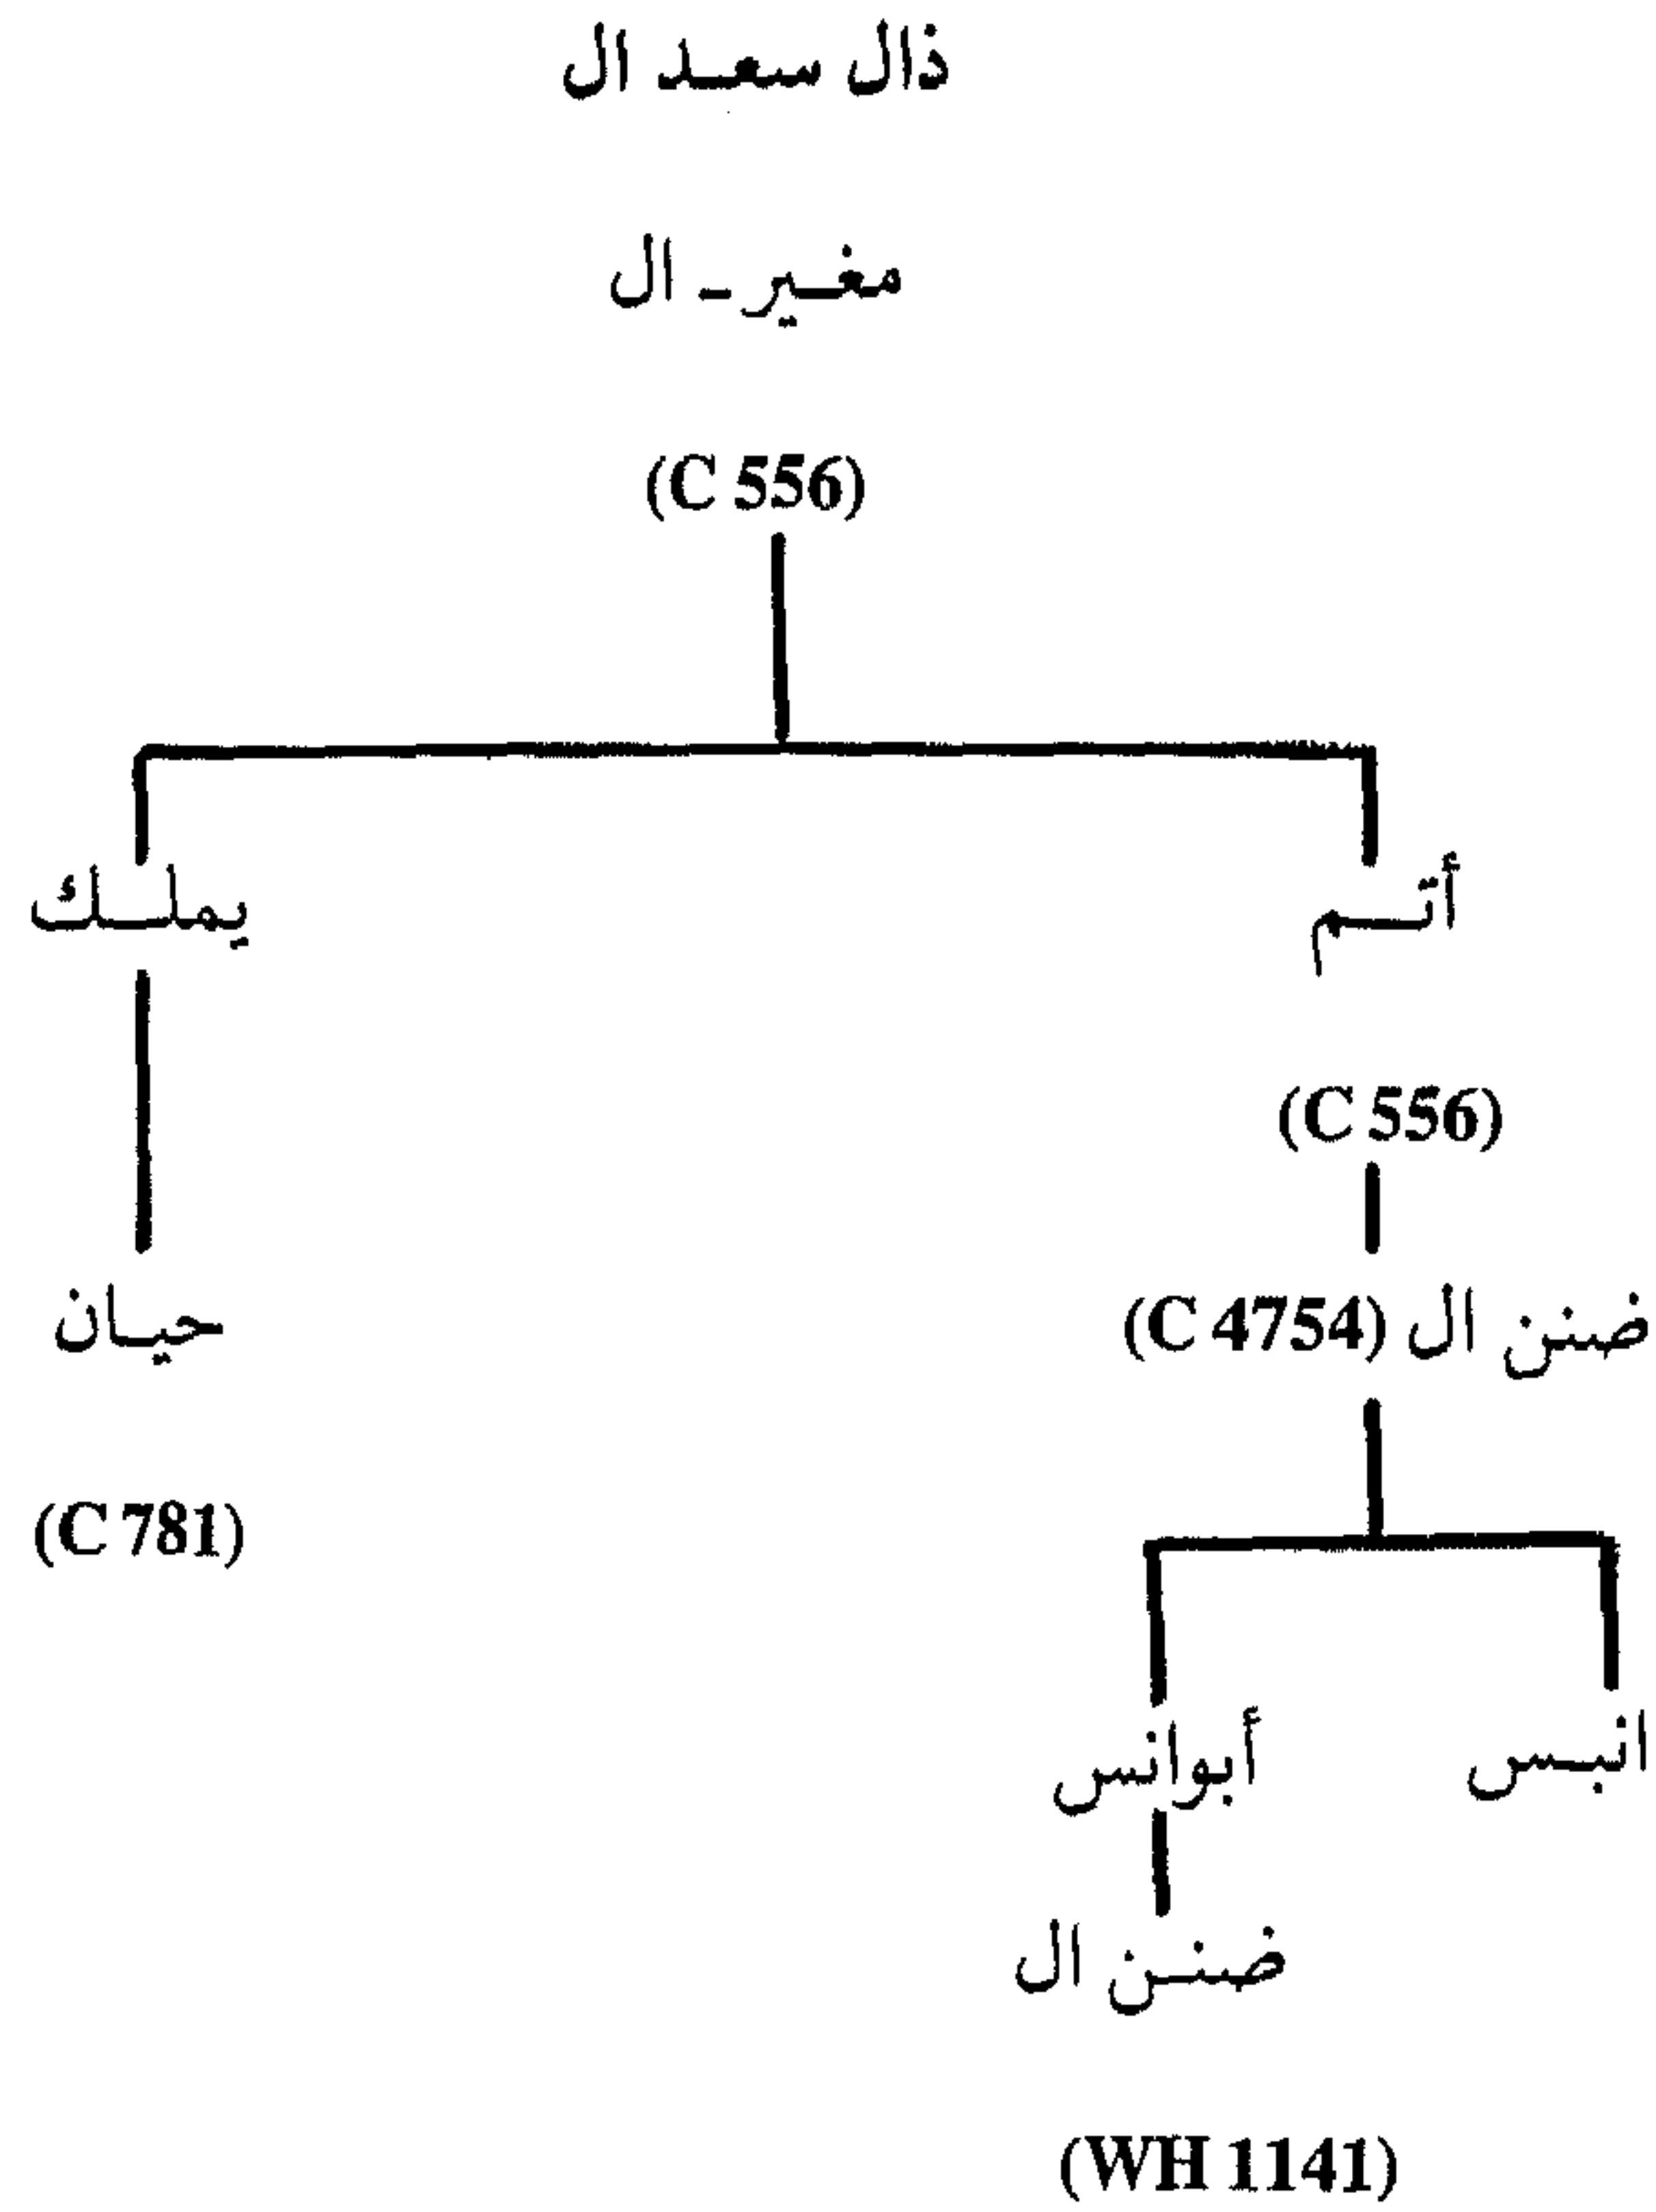 ذال سعد ال
مغير - ال
(C 556)
أتم
يملك
(C 556)
ضنن ال (C 4754)
حيان
(C 781)
انبس
أبوانس
ضنن ال
(WH 1141)